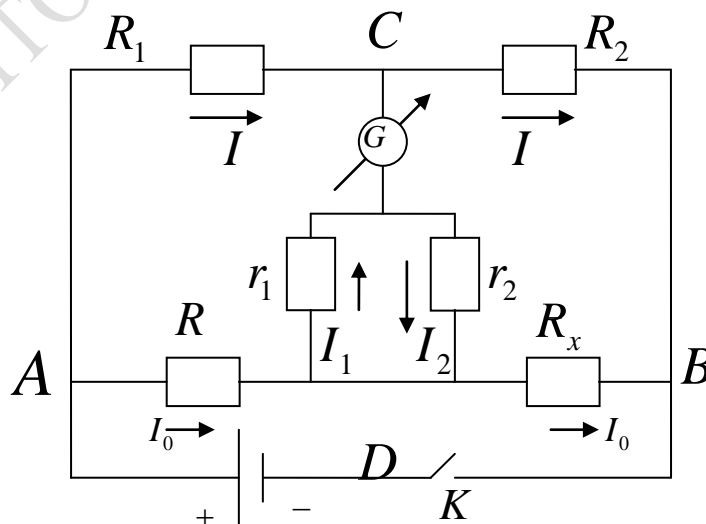 R₁ C R₂
G
I I
r₁ r₂
R I₁ I₂ Rₓ
A B
I₀ I₀
D
+ − K